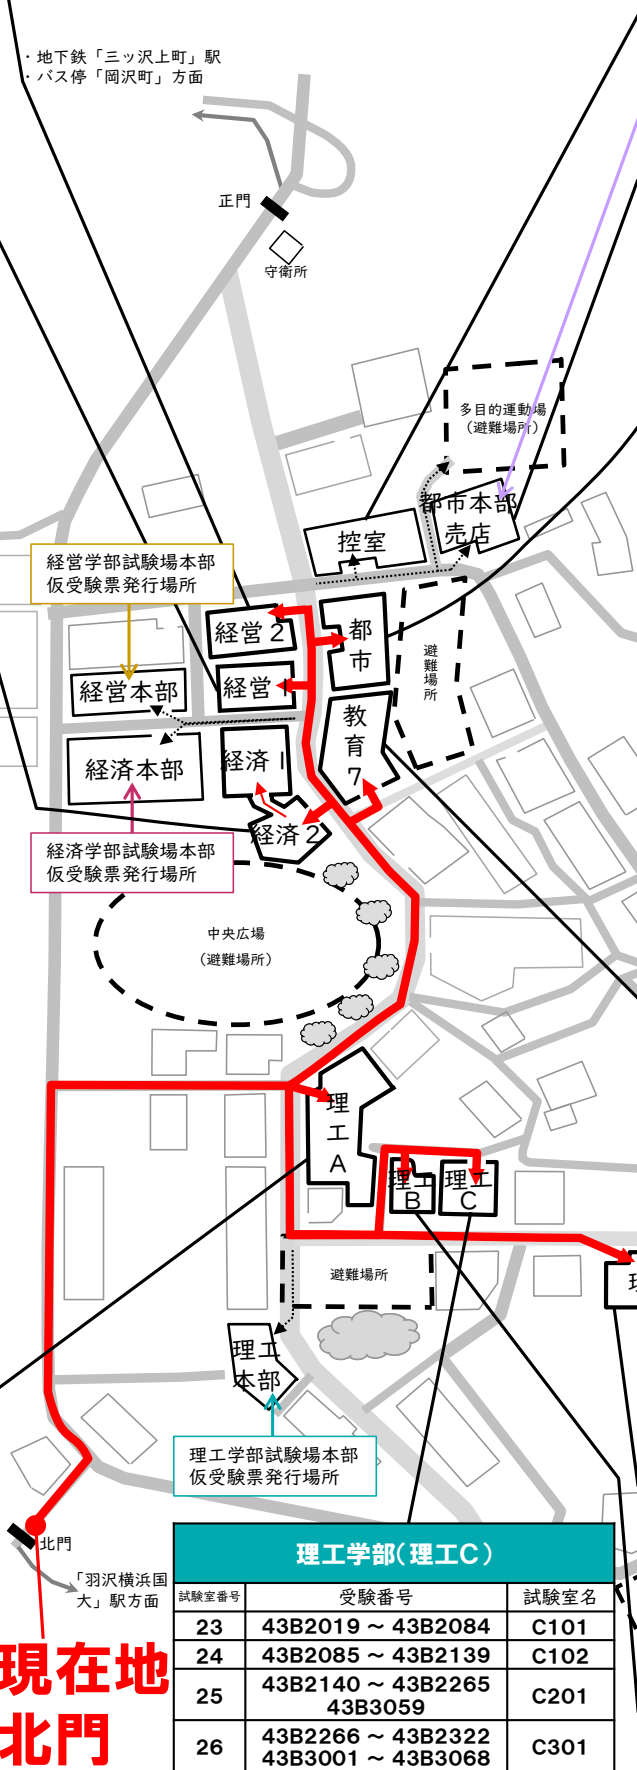 ・地下鉄「三ッ沢上町」駅
・バス停「岡沢町」方面
正門
守衛所
多目的運動場
（避難場所）
都市本部
売店
控室
経営学部試験場本部
仮受験票発行場所
経営２
都
市
避
難
場
所
経営本部
経営１
教
育
７
経済本部
経済１
経済２
経済学部試験場本部
仮受験票発行場所
中央広場
（避難場所）
理
工
A
理工
B
理工
C
避難場所
理工
本部
理工学部試験場本部
仮受験票発行場所
北門
「羽沢横浜国
大」駅方面
現在地
北門
理工学部（理工C）
試験室番号 受験番号 試験室名
23 43B2019 ～ 43B2084 C101
24 43B2085 ～ 43B2139 C102
25 43B2140 ～ 43B2265 C201
43B3059
26 43B2266 ～ 43B2322 C301
43B3001 ～ 43B3068